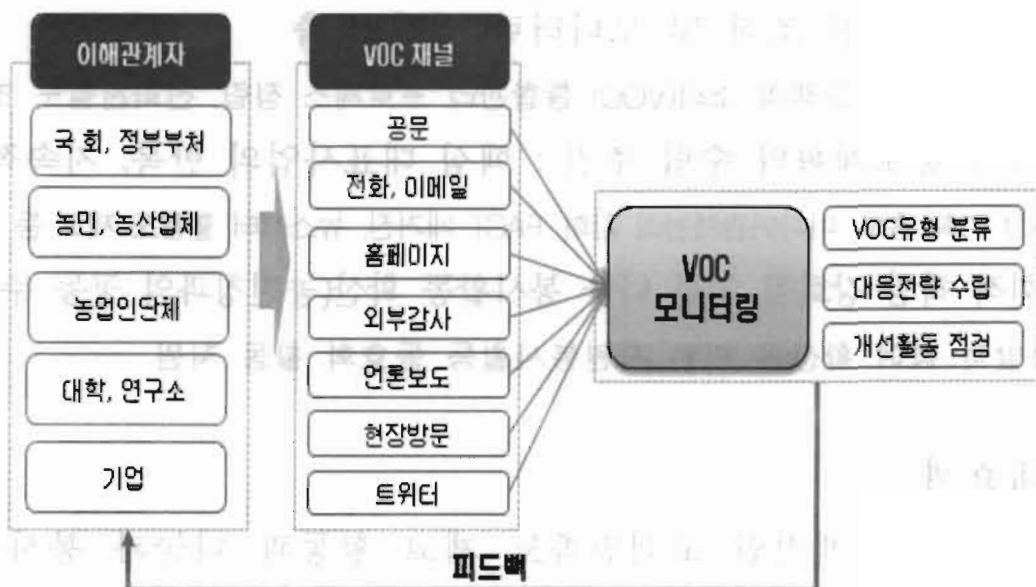 이해관계자
국 회, 정부부처
농민, 농산업체
농업인단체
대학, 연구소
기업
VOC 채널
공문
전화, 이메일
홈페이지
외부감사
언론보도
현장방문
트위터
VOC
모니터링
VOC유형 분류
대응전략 수립
개선활동 점검
피드백